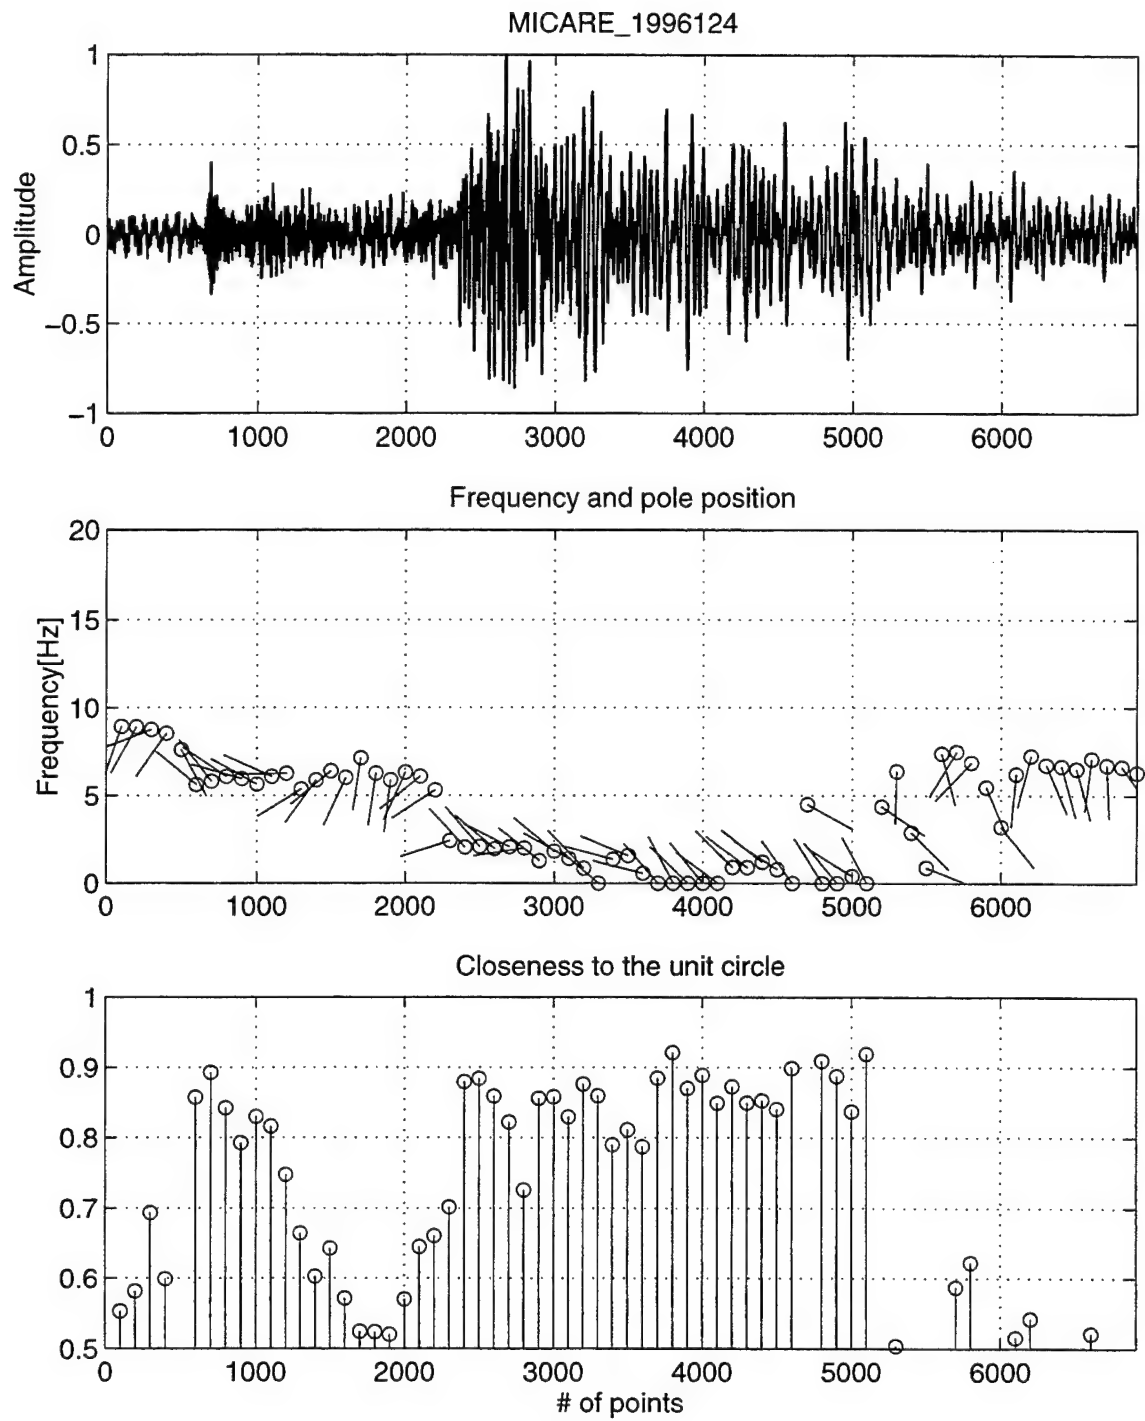 MICARE_1996124
1
0.5
0
−0.5
−1
Amplitude
0 1000 2000 3000 4000 5000 6000
Frequency and pole position
20
15
10
5
0
Frequency[Hz]
0 1000 2000 3000 4000 5000 6000
Closeness to the unit circle
1
0.9
0.8
0.7
0.6
0.5
0 1000 2000 3000 4000 5000 6000
# of points